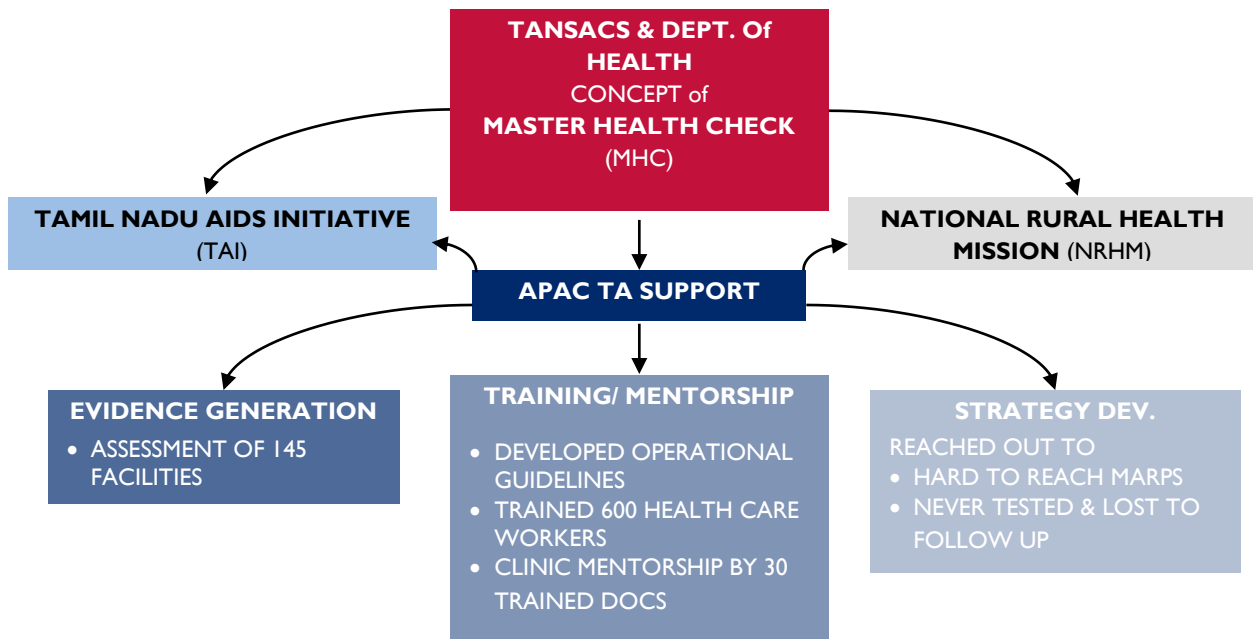 TANSACS & DEPT. Of
HEALTH
CONCEPT of
MASTER HEALTH CHECK
(MHC)
TAMIL NADU AIDS INITIATIVE
(TAI)
NATIONAL RURAL HEALTH
MISSION (NRHM)
APAC TA SUPPORT
EVIDENCE GENERATION
• ASSESSMENT OF 145
FACILITIES
TRAINING/ MENTORSHIP
• DEVELOPED OPERATIONAL
GUIDELINES
• TRAINED 600 HEALTH CARE
WORKERS
• CLINIC MENTORSHIP BY 30
TRAINED DOCS
STRATEGY DEV.
REACHED OUT TO
• HARD TO REACH MARPS
• NEVER TESTED & LOST TO
FOLLOW UP